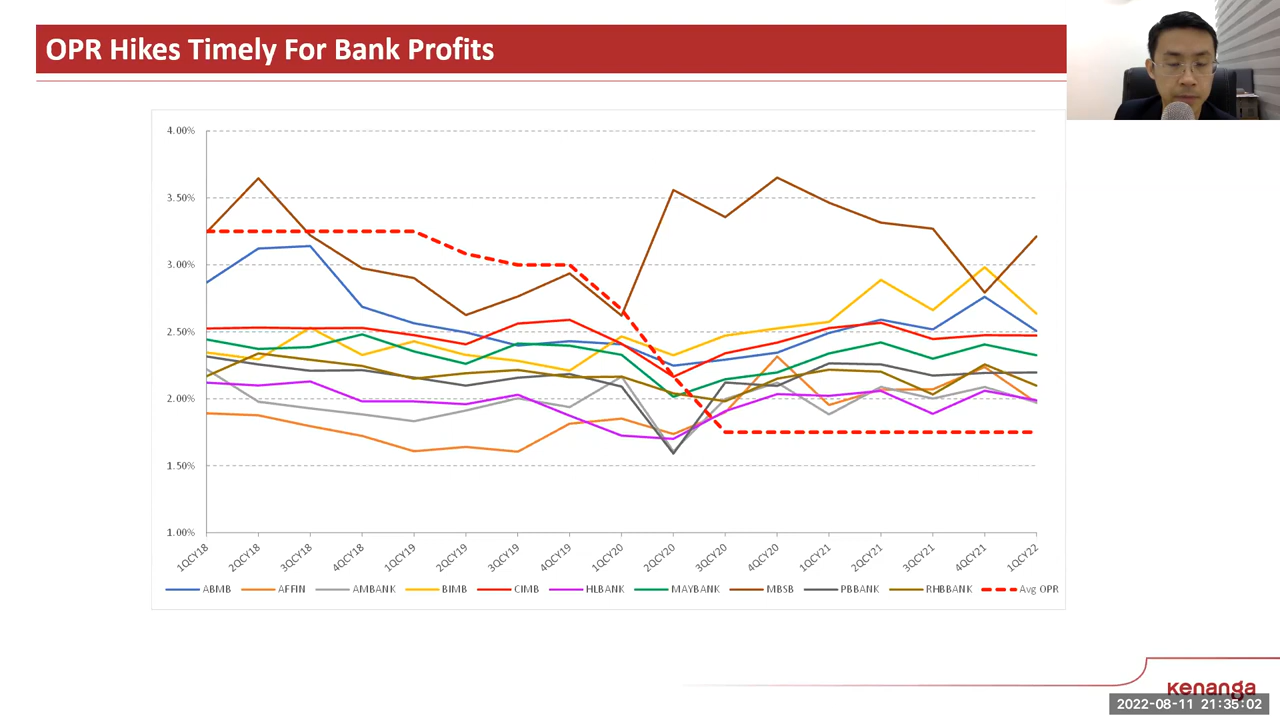 OPR Hikes Timely For Bank Profits
4.00%
3.50%
3.00%
2.50%
2.00%
1.50%
1.00%
1QCY18 2QCY18 3QCY18 4QCY18 1QCY19 2QCY19 3QCY19 4QCY19 1QCY20 2QCY20 3QCY20 4QCY20 1QCY21 2QCY21 3QCY21 4QCY21 1QCY22
ABMB AFFIN AMBANK BIMB CIMB HLBANK MAYBANK MBSB PBBANK RHBBANK Avg OPR
kenanga
2022-08-11 21:35:02